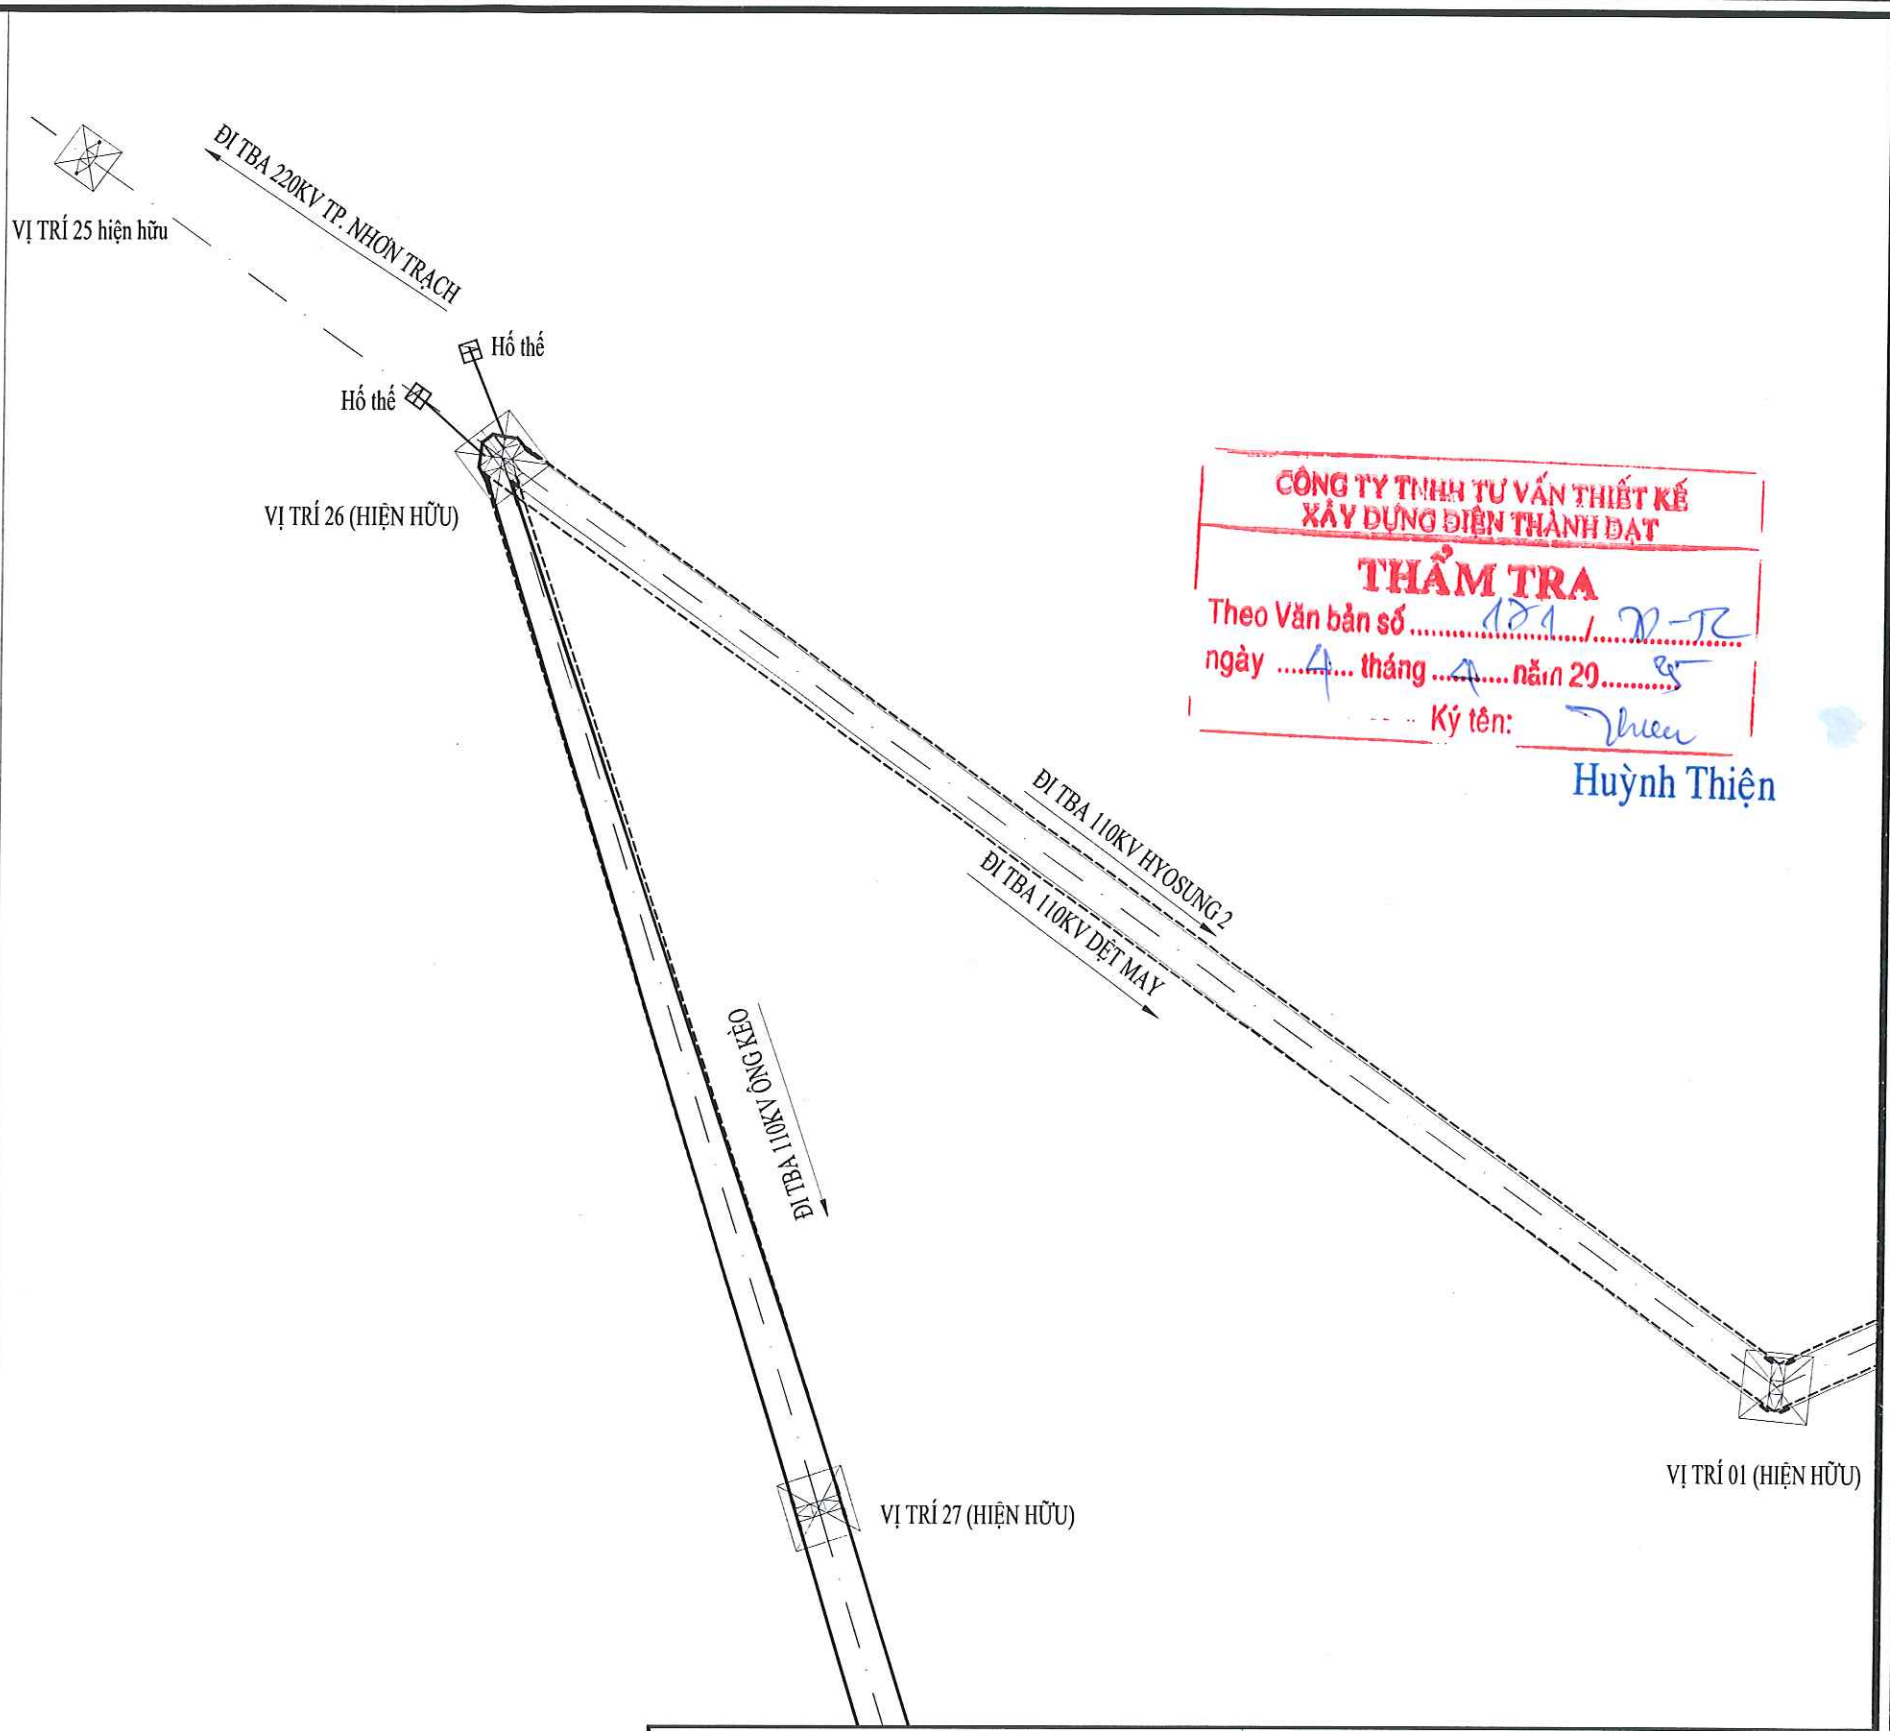 ĐI TBA 220KV TP. NHƠN TRẠCH
VỊ TRÍ 25 hiện hữu
Hố thế
Hố thế
VỊ TRÍ 26 (HIỆN HỮU)
CÔNG TY TNHH TƯ VẤN THIẾT KẾ
XÂY DỰNG ĐIỆN THÀNH ĐẠT
THẨM TRA
Theo Văn bản số ............ / ............
ngày ....4.... tháng ....4.... năm 20....25
Ký tên:
Huỳnh Thiện
ĐI TBA 110KV HYOSUNG 2
ĐI TBA 110KV DỆT MAY
ĐI TBA 110KV ÔNG KÈO
VỊ TRÍ 01 (HIỆN HỮU)
VỊ TRÍ 27 (HIỆN HỮU)